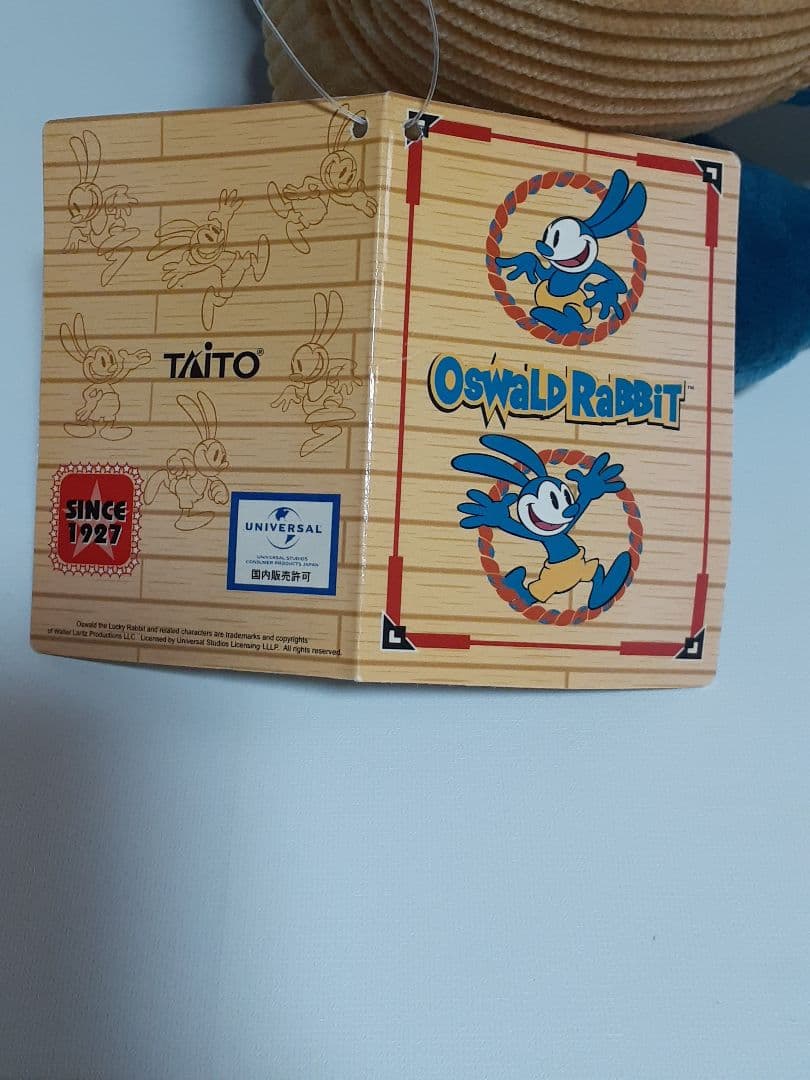 TAITO®
SINCE
1927
UNIVERSAL
UNIVERSAL STUDIOS
CONSUMER PRODUCTS JAPAN
国内販売許可
Oswald the Lucky Rabbit and related characters are trademarks and copyrights
of Walter Lantz Productions LLC. Licensed by Universal Studios Licensing LLLP. All rights reserved.
OSWALD RABBIT™